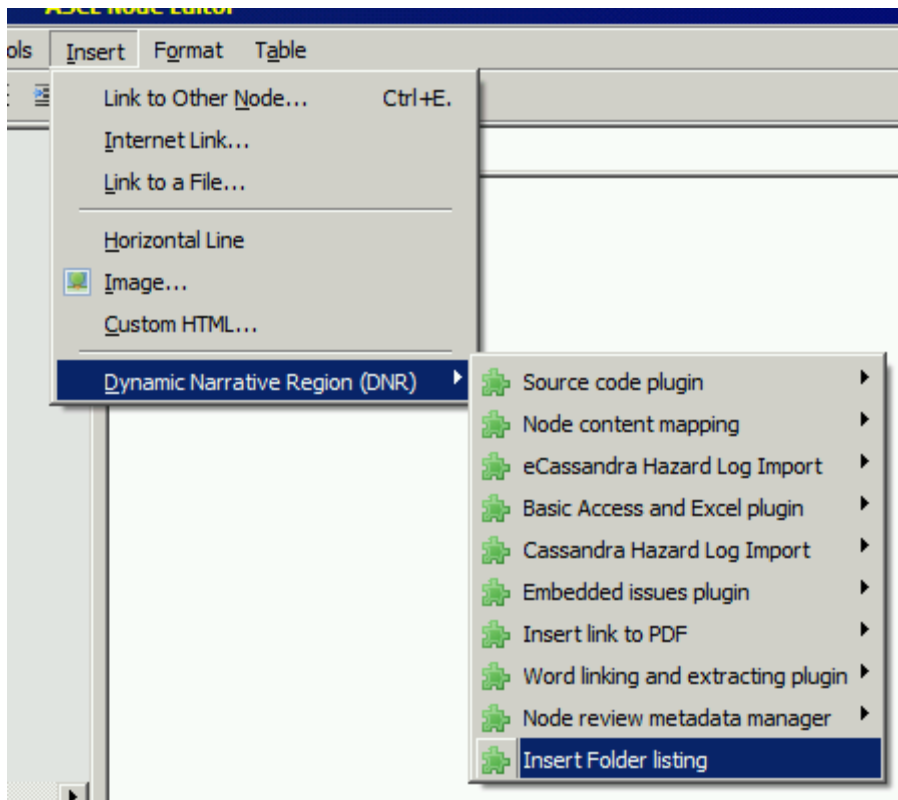 ASCE Node Editor
ols Insert Format Table
Link to Other Node... Ctrl+E.
Internet Link...
Link to a File...
Horizontal Line
Image...
Custom HTML...
Dynamic Narrative Region (DNR)
Source code plugin
Node content mapping
eCassandra Hazard Log Import
Basic Access and Excel plugin
Cassandra Hazard Log Import
Embedded issues plugin
Insert link to PDF
Word linking and extracting plugin
Node review metadata manager
Insert Folder listing